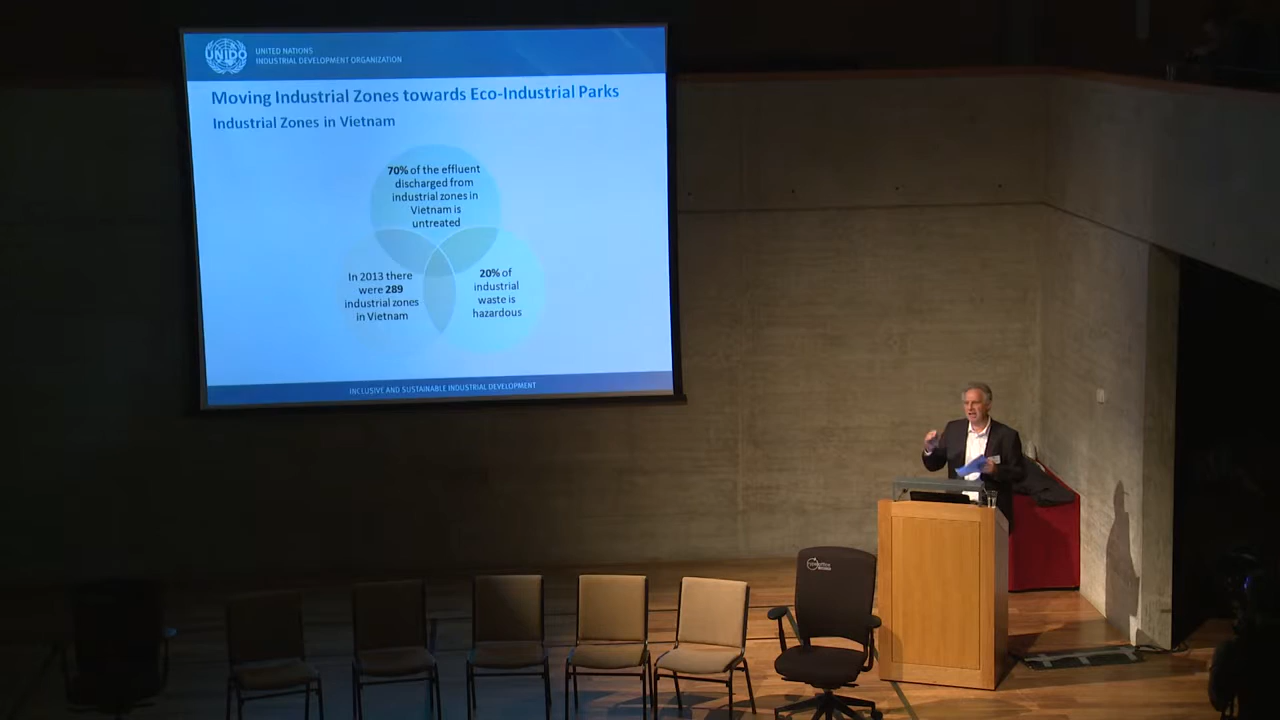 UNIDO
UNITED NATIONS
INDUSTRIAL DEVELOPMENT ORGANIZATION
Moving Industrial Zones towards Eco-Industrial Parks
Industrial Zones in Vietnam
70% of the effluent
discharged from
industrial zones in
Vietnam is
untreated
In 2013 there
were 289
industrial zones
in Vietnam
20% of
industrial
waste is
hazardous
INCLUSIVE AND SUSTAINABLE INDUSTRIAL DEVELOPMENT